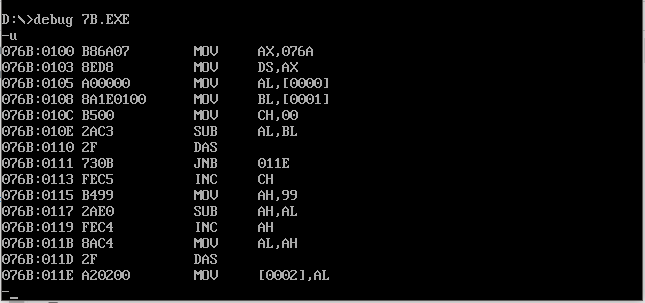 D:\>debug 7B.EXE
-u
076B:0100 B86A07 MOV AX,076A
076B:0103 8ED8 MOV DS,AX
076B:0105 A00000 MOV AL,[0000]
076B:0108 8A1E0100 MOV BL,[0001]
076B:010C B500 MOV CH,00
076B:010E 2AC3 SUB AL,BL
076B:0110 2F DAS
076B:0111 730B JNB 011E
076B:0113 FEC5 INC CH
076B:0115 B499 MOV AH,99
076B:0117 2AE0 SUB AH,AL
076B:0119 FEC4 INC AH
076B:011B 8AC4 MOV AL,AH
076B:011D 2F DAS
076B:011E A20200 MOV [0002],AL
-_